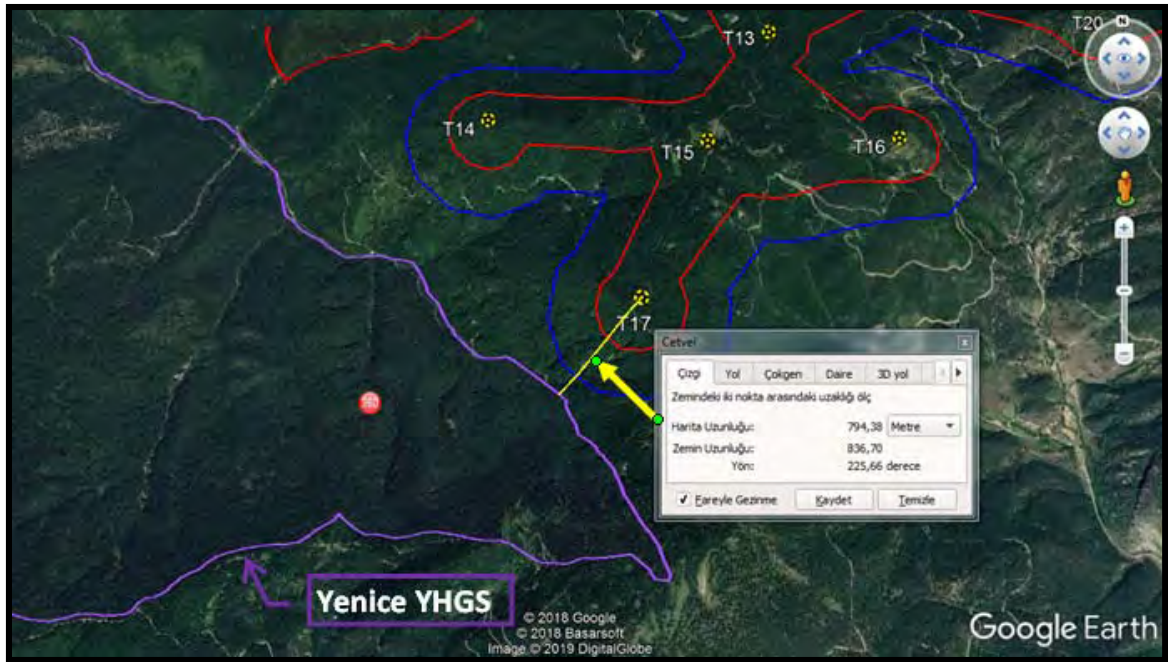 T13
T20
N
T14
T15
T16
T17
Cetvel
Çizgi Yol Çokgen Daire 3D yol
Zemindeki iki nokta arasındaki uzaklığı ölç
Harita Uzunluğu: 794,38 Metre
Zemin Uzunluğu: 836,70
Yön: 225,66 derece
Fareyle Gezinme Kaydet Temizle
Yenice YHGS
© 2018 Google
© 2018 Basarsoft
Image © 2019 DigitalGlobe
Google Earth